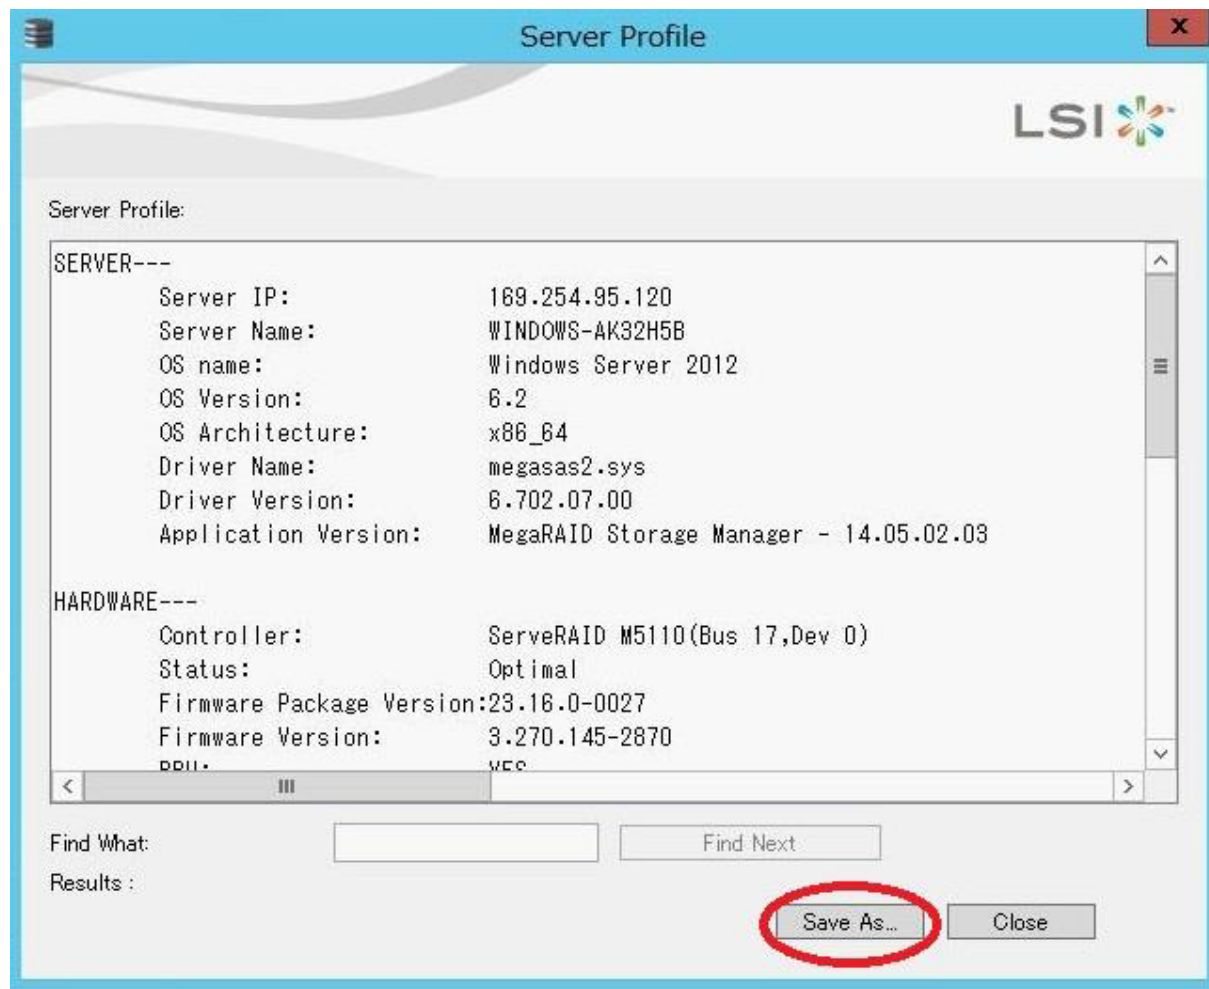 Server Profile
X
LSI
Server Profile:
SERVER---
Server IP: 169.254.95.120
Server Name: WINDOWS-AK32H5B
OS name: Windows Server 2012
OS Version: 6.2
OS Architecture: x86_64
Driver Name: megasas2.sys
Driver Version: 6.702.07.00
Application Version: MegaRAID Storage Manager - 14.05.02.03
HARDWARE---
Controller: ServeRAID M5110(Bus 17,Dev 0)
Status: Optimal
Firmware Package Version:23.16.0-0027
Firmware Version: 3.270.145-2870
BBU: YES
Find What: Find Next
Results :
Save As... Close